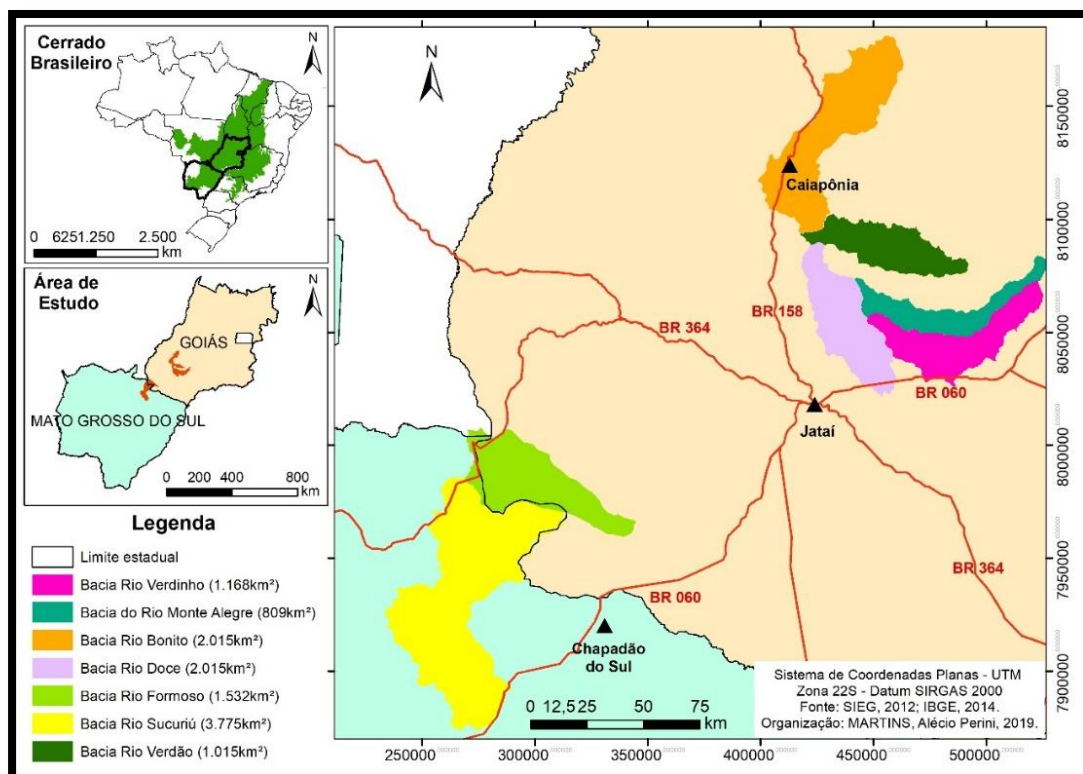 Cerrado
Brasileiro
N
0 6251.250 2.500
km
Área de
Estudo
N
GOIÁS
MATO GROSSO DO SUL
0 200 400 800
km
Legenda
Limite estadual
Bacia Rio Verdinho (1.168km²)
Bacia do Rio Monte Alegre (809km²)
Bacia Rio Bonito (2.015km²)
Bacia Rio Doce (2.015km²)
Bacia Rio Formoso (1.532km²)
Bacia Rio Sucuriú (3.775km²)
Bacia Rio Verdão (1.015km²)
N
Caiapônia
BR 158
BR 364
BR 060
Jataí
BR 364
BR 060
Chapadão
do Sul
0 12,525 50 75
km
Sistema de Coordenadas Planas - UTM
Zona 22S - Datum SIRGAS 2000
Fonte: SIEG, 2012; IBGE, 2014.
Organização: MARTINS, Alécio Perini, 2019.
8150000
8100000
8050000
8000000
7950000
7900000
250000 300000 350000 400000 450000 500000